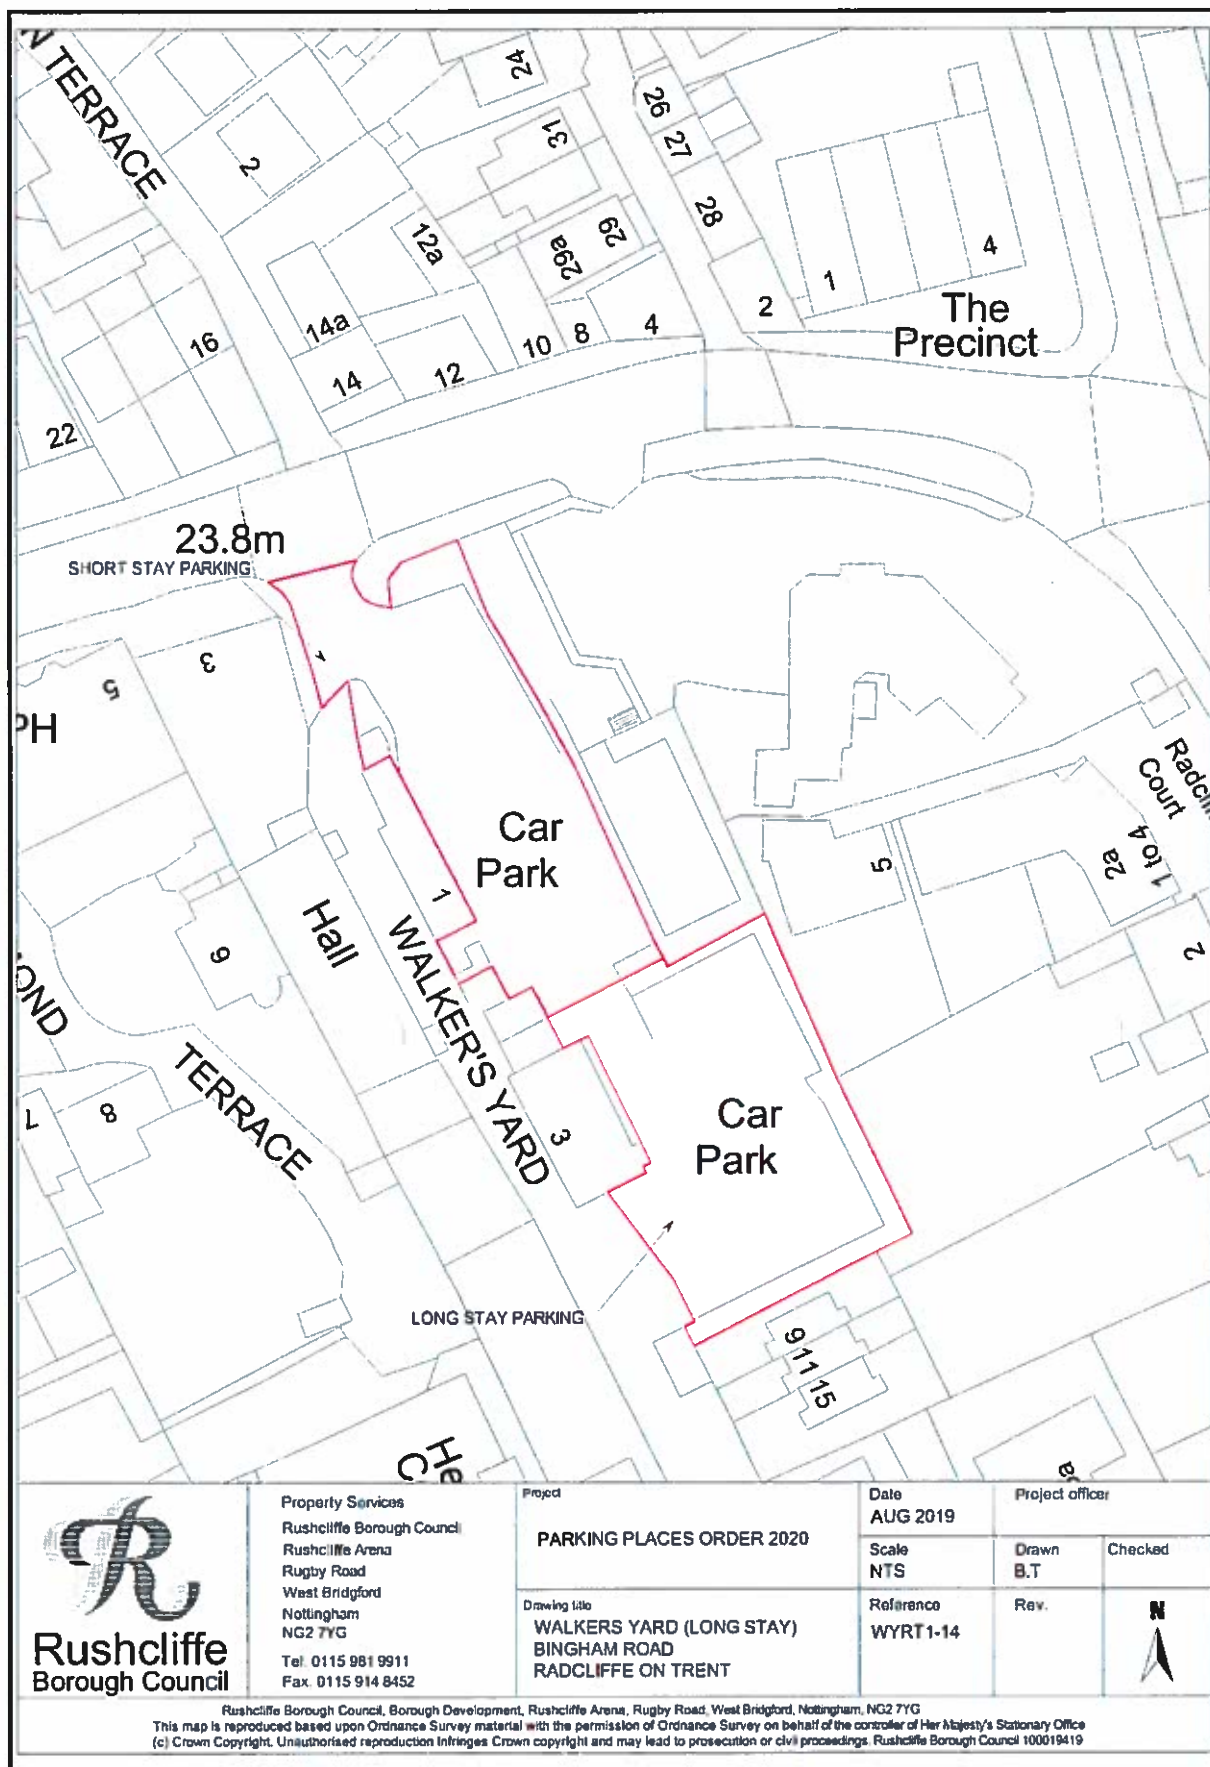 N TERRACE
2
24
31
26
27
28
12a
29a
29
14a
16
14
12
10
8
4
2
1
4
The
Precinct
22
23.8m
SHORT STAY PARKING
3
5
PH
Car
Park
1
Hall
WALKER'S YARD
6
OND
TERRACE
7
8
3
Car
Park
5
Court
1 to 4
2a
2
LONG STAY PARKING
9
11
15
He
C
Rushcliffe
Borough Council
Property Services
Rushcliffe Borough Council
Rushcliffe Arena
Rugby Road
West Bridgford
Nottingham
NG2 7YG
Tel: 0115 981 9911
Fax. 0115 914 8452
Project
PARKING PLACES ORDER 2020
Drawing title
WALKERS YARD (LONG STAY)
BINGHAM ROAD
RADCLIFFE ON TRENT
Date
AUG 2019
Project officer
Scale
NTS
Drawn
B.T
Checked
Reference
WYRT1-14
Rev.
N
Rushcliffe Borough Council, Borough Development, Rushcliffe Arena, Rugby Road, West Bridgford, Nottingham, NG2 7YG
This map is reproduced based upon Ordnance Survey material with the permission of Ordnance Survey on behalf of the controller of Her Majesty's Stationary Office
(c) Crown Copyright. Unauthorised reproduction infringes Crown copyright and may lead to prosecution or civil proceedings. Rushcliffe Borough Council 100019419